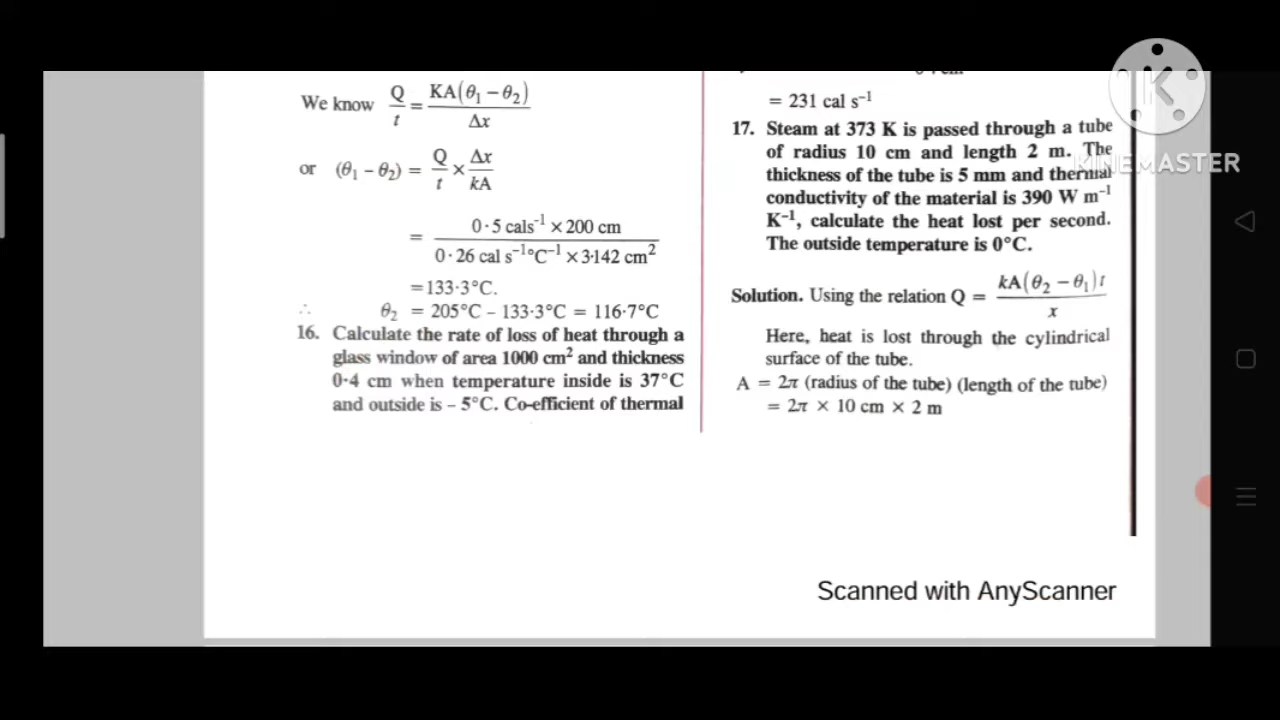 We know Q/t = KA(θ₁ − θ₂)/Δx
or (θ₁ − θ₂) = Q/t × Δx/kA
= 0·5 cals⁻¹ × 200 cm / 0·26 cal s⁻¹°C⁻¹ × 3·142 cm²
=133·3°C.
∴ θ₂ = 205°C − 133·3°C = 116·7°C
16. Calculate the rate of loss of heat through a
glass window of area 1000 cm² and thickness
0·4 cm when temperature inside is 37°C
and outside is – 5°C. Co-efficient of thermal
= 231 cal s⁻¹
17. Steam at 373 K is passed through a tube
of radius 10 cm and length 2 m. The
thickness of the tube is 5 mm and thermal
conductivity of the material is 390 W m⁻¹
K⁻¹, calculate the heat lost per second.
The outside temperature is 0°C.
Solution. Using the relation Q = kA(θ₂ − θ₁)t/x
Here, heat is lost through the cylindrical
surface of the tube.
A = 2π (radius of the tube) (length of the tube)
= 2π × 10 cm × 2 m
Scanned with AnyScanner
K
KINEMASTER